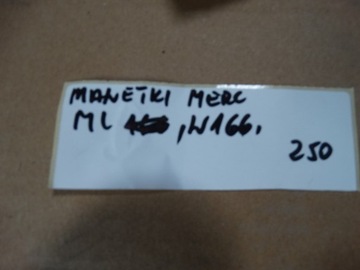 MANETKI MERC
ML , W166.
250